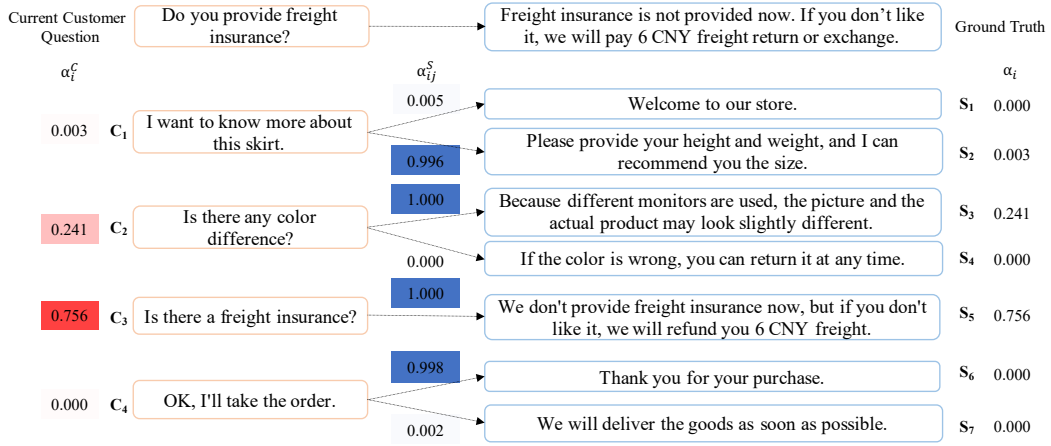 Current Customer
Question
Do you provide freight
insurance?
Freight insurance is not provided now. If you don’t like
it, we will pay 6 CNY freight return or exchange.
Ground Truth
α_i^C
α_ij^S
α_i
0.003
C₁
I want to know more about
this skirt.
0.005
Welcome to our store.
S₁
0.000
0.996
Please provide your height and weight, and I can
recommend you the size.
S₂
0.003
0.241
C₂
Is there any color
difference?
1.000
Because different monitors are used, the picture and the
actual product may look slightly different.
S₃
0.241
0.000
If the color is wrong, you can return it at any time.
S₄
0.000
0.756
C₃
Is there a freight insurance?
1.000
We don't provide freight insurance now, but if you don't
like it, we will refund you 6 CNY freight.
S₅
0.756
0.000
C₄
OK, I'll take the order.
0.998
Thank you for your purchase.
S₆
0.000
0.002
We will deliver the goods as soon as possible.
S₇
0.000